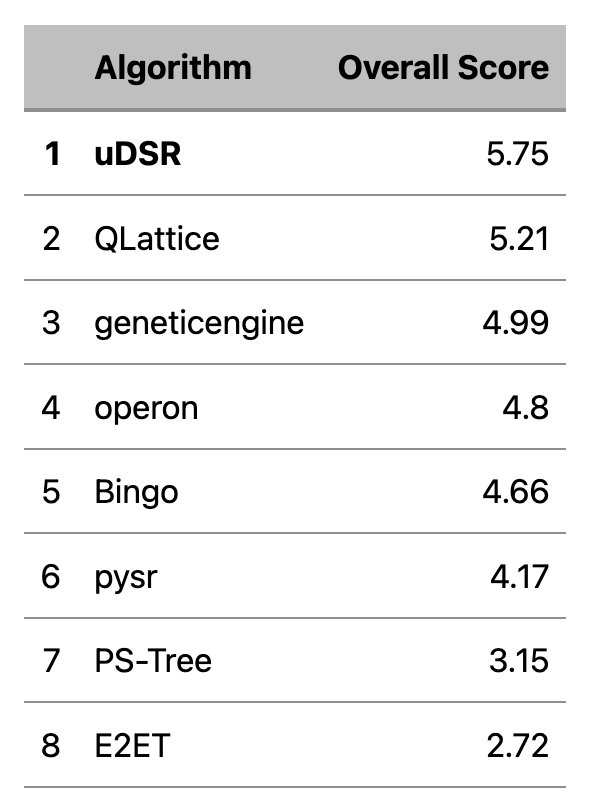 Algorithm Overall Score
1 uDSR 5.75
2 QLattice 5.21
3 geneticengine 4.99
4 operon 4.8
5 Bingo 4.66
6 pysr 4.17
7 PS-Tree 3.15
8 E2ET 2.72